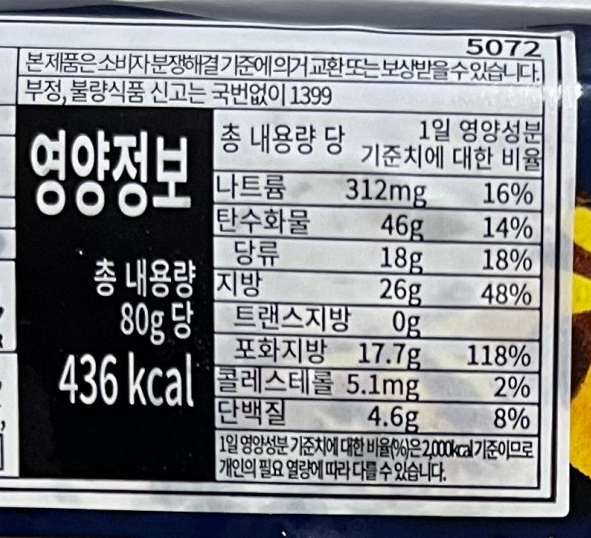 5072
본 제품은 소비자 분쟁해결 기준에 의거 교환 또는 보상받을 수 있습니다.
부정, 불량식품 신고는 국번없이 1399
영양정보
총 내용량
80g 당
436 kcal
총 내용량 당 1일 영양성분
기준치에 대한 비율
나트륨 312mg 16%
탄수화물 46g 14%
당류 18g 18%
지방 26g 48%
트랜스지방 0g
포화지방 17.7g 118%
콜레스테롤 5.1mg 2%
단백질 4.6g 8%
1일 영양성분 기준치에 대한 비율(%)은 2,000kcal 기준이므로
개인의 필요 열량에 따라 다를 수 있습니다.